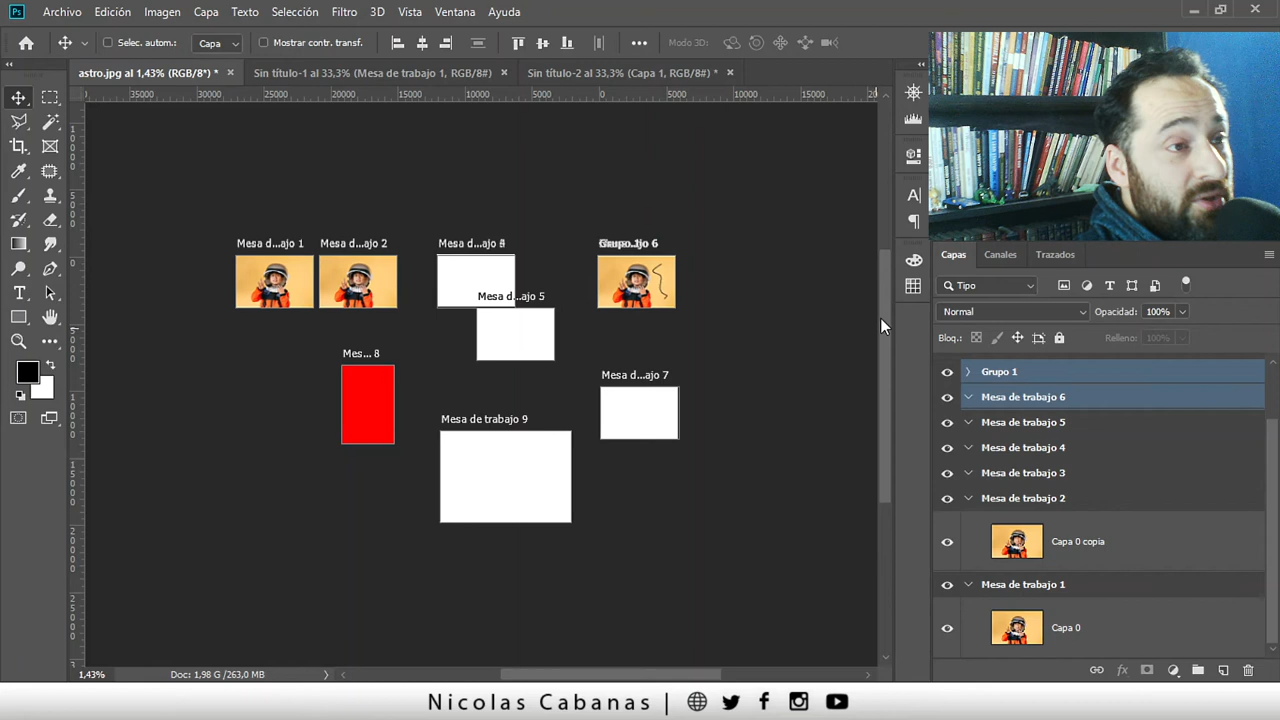 Ps Archivo Edición Imagen Capa Texto Selección Filtro 3D Vista Ventana Ayuda
Selec. autom.: Capa Mostrar contr. transf. Modo 3D:
astro.jpg al 1,43% (RGB/8*) * Sin título-1 al 33,3% (Mesa de trabajo 1, RGB/8#) Sin título-2 al 33,3% (Capa 1, RGB/8#) *
35000 30000 25000 20000 15000 10000 5000 0 5000 10000 15000
Mesa d...ajo 1 Mesa d...ajo 2 Mesa d...ajo
Mesa d...ajo 5
Mes... 8
Mesa d...ajo 7
Mesa de trabajo 9
Capas Canales Trazados
Tipo
Normal Opacidad: 100%
Bloq.: Relleno: 100%
Grupo 1
Mesa de trabajo 6
Mesa de trabajo 5
Mesa de trabajo 4
Mesa de trabajo 3
Mesa de trabajo 2
Capa 0 copia
Mesa de trabajo 1
Capa 0
1,43% Doc: 1,98 G/263,0 MB
Nicolas Cabanas |